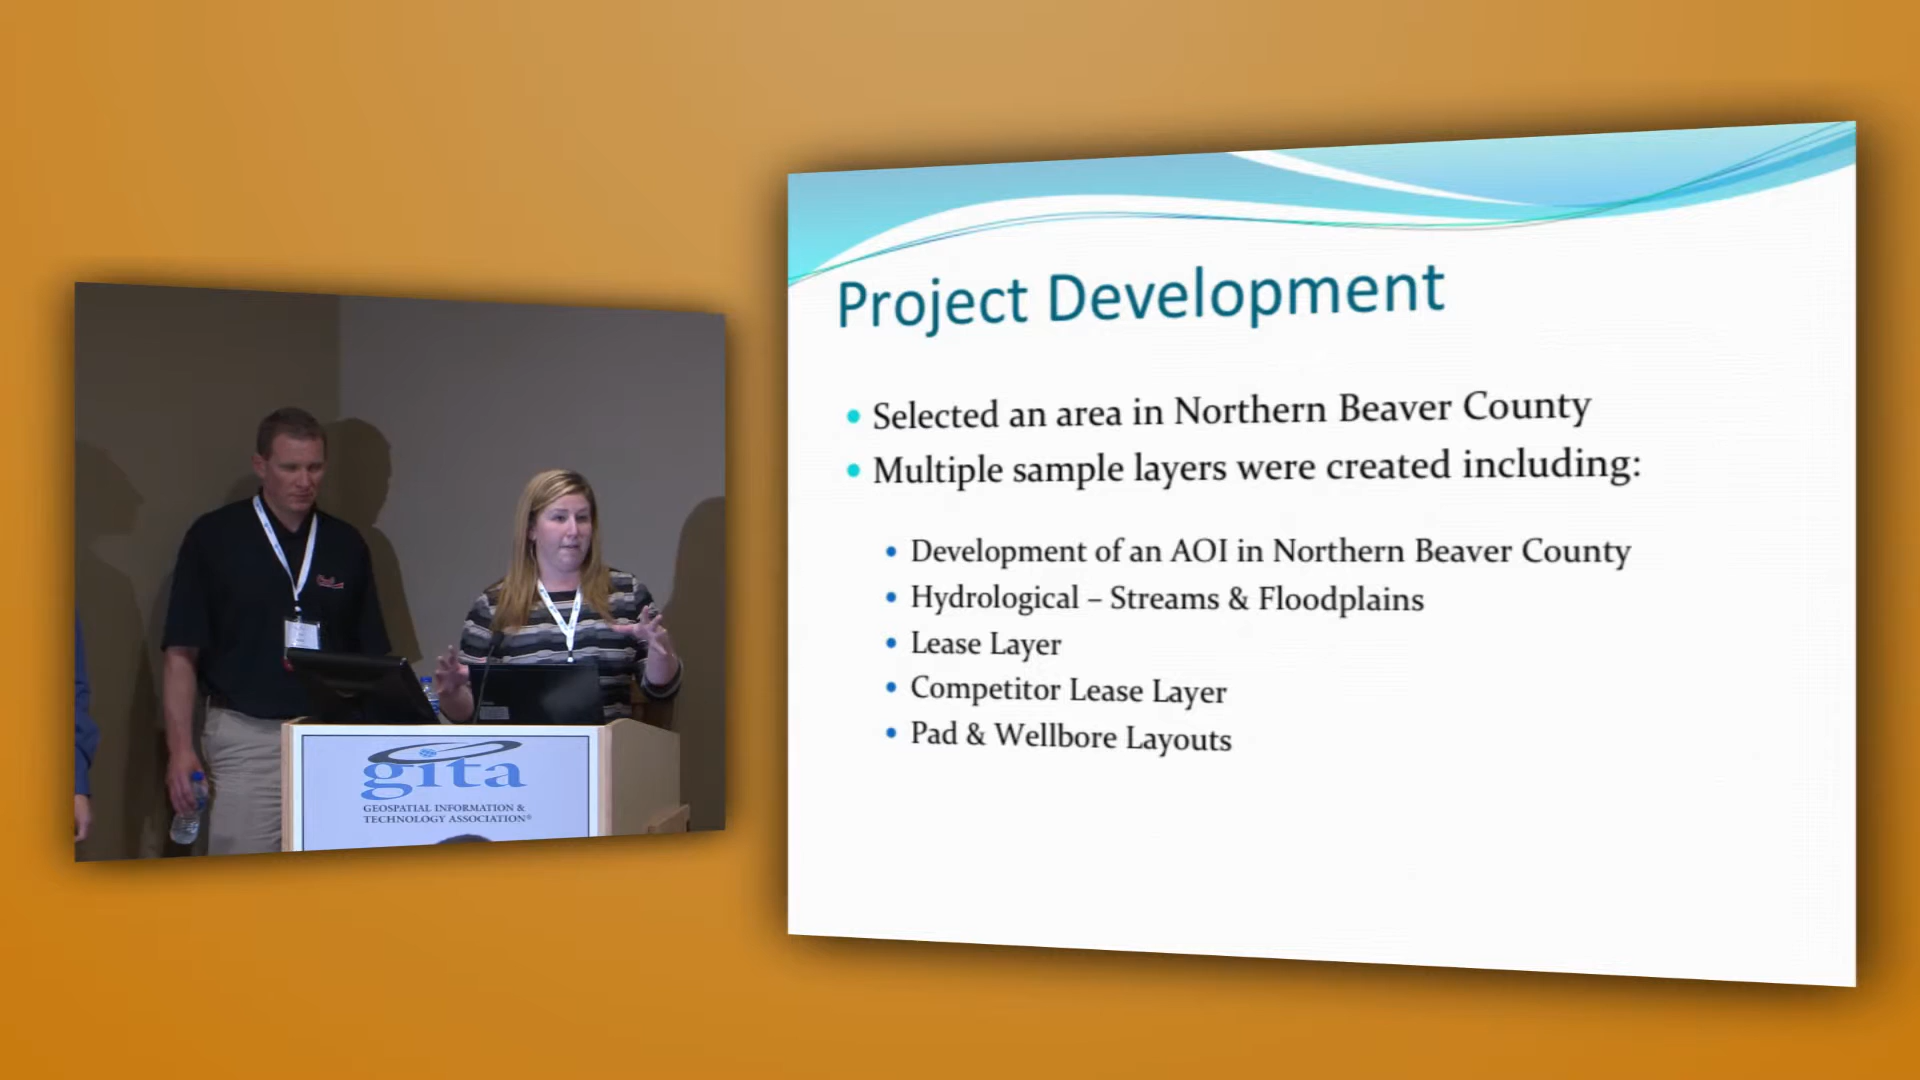 Project Development
Selected an area in Northern Beaver County
Multiple sample layers were created including:
Development of an AOI in Northern Beaver County
Hydrological – Streams & Floodplains
Lease Layer
Competitor Lease Layer
Pad & Wellbore Layouts
gita
GEOSPATIAL INFORMATION &
TECHNOLOGY ASSOCIATION®